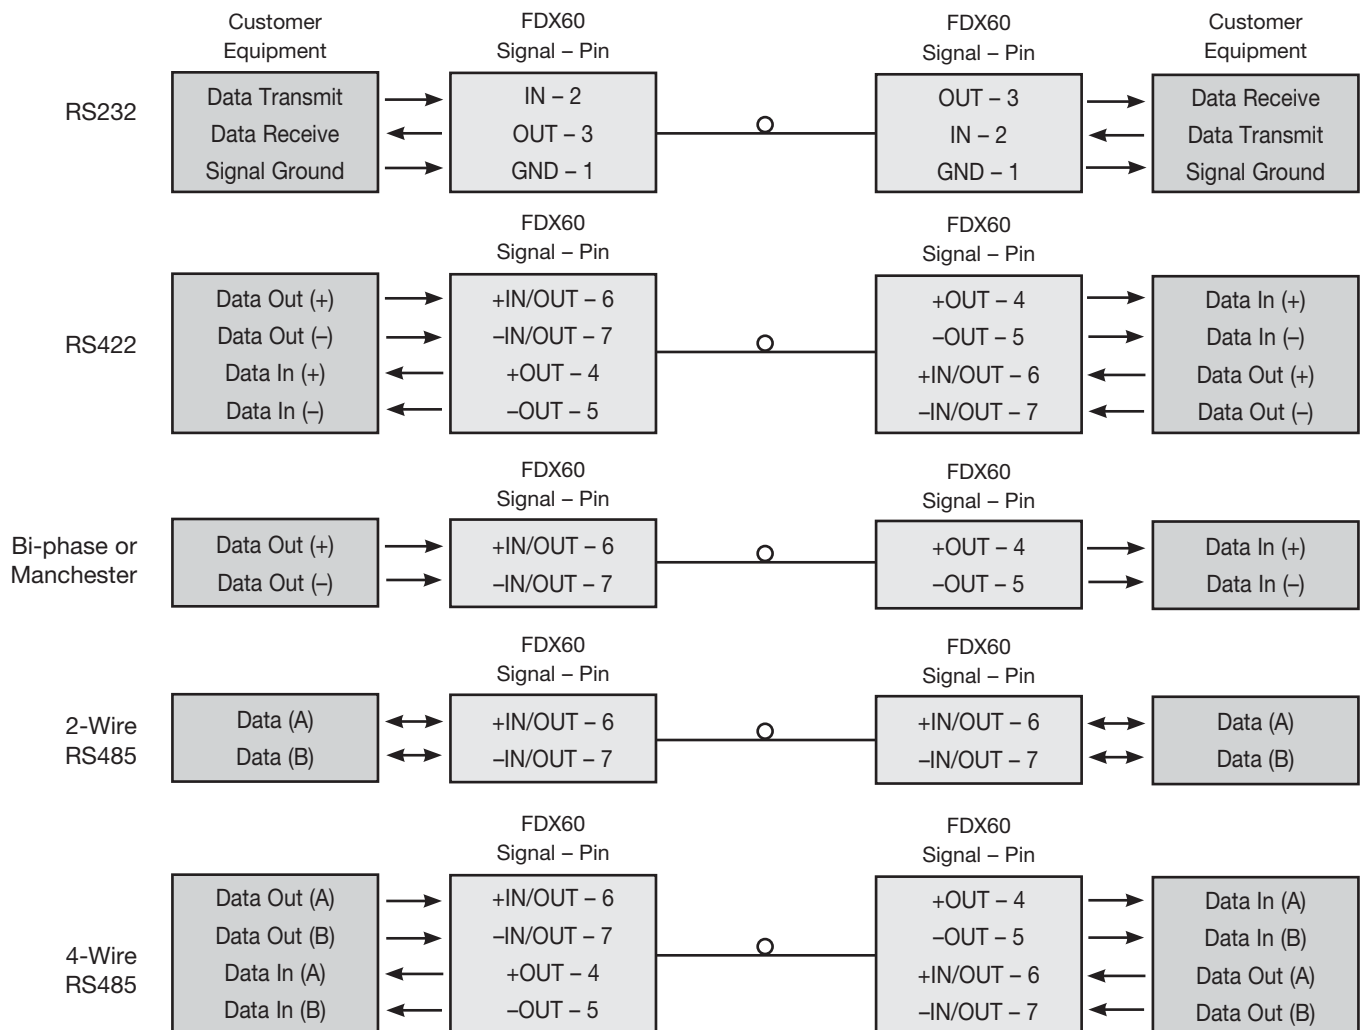 Customer
Equipment
FDX60
Signal – Pin
FDX60
Signal – Pin
Customer
Equipment
RS232
Data Transmit
Data Receive
Signal Ground
IN – 2
OUT – 3
GND – 1
OUT – 3
IN – 2
GND – 1
Data Receive
Data Transmit
Signal Ground
FDX60
Signal – Pin
FDX60
Signal – Pin
RS422
Data Out (+)
Data Out (–)
Data In (+)
Data In (–)
+IN/OUT – 6
–IN/OUT – 7
+OUT – 4
–OUT – 5
+OUT – 4
–OUT – 5
+IN/OUT – 6
–IN/OUT – 7
Data In (+)
Data In (–)
Data Out (+)
Data Out (–)
FDX60
Signal – Pin
FDX60
Signal – Pin
Bi-phase or
Manchester
Data Out (+)
Data Out (–)
+IN/OUT – 6
–IN/OUT – 7
+OUT – 4
–OUT – 5
Data In (+)
Data In (–)
FDX60
Signal – Pin
FDX60
Signal – Pin
2-Wire
RS485
Data (A)
Data (B)
+IN/OUT – 6
–IN/OUT – 7
+IN/OUT – 6
–IN/OUT – 7
Data (A)
Data (B)
FDX60
Signal – Pin
FDX60
Signal – Pin
4-Wire
RS485
Data Out (A)
Data Out (B)
Data In (A)
Data In (B)
+IN/OUT – 6
–IN/OUT – 7
+OUT – 4
–OUT – 5
+OUT – 4
–OUT – 5
+IN/OUT – 6
–IN/OUT – 7
Data In (A)
Data In (B)
Data Out (A)
Data Out (B)